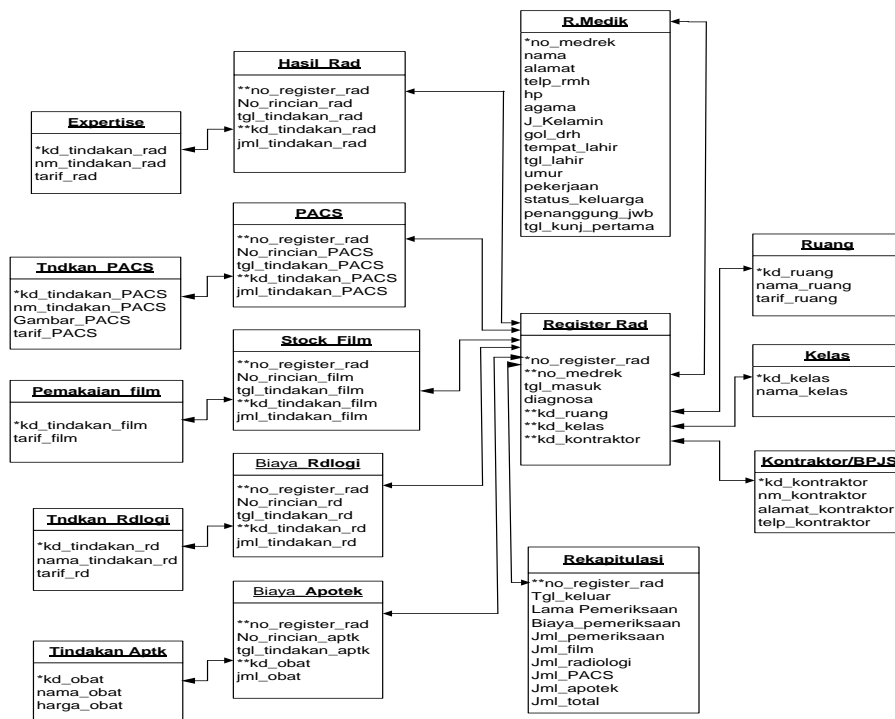 R.Medik
*no_medrek
nama
alamat
telp_rmh
hp
agama
J_Kelamin
gol_drh
tempat_lahir
tgl_lahir
umur
pekerjaan
status_keluarga
penanggung_jwb
tgl_kunj_pertama
Hasil_Rad
**no_register_rad
No_rincian_rad
tgl_tindakan_rad
**kd_tindakan_rad
jml_tindakan_rad
Expertise
*kd_tindakan_rad
nm_tindakan_rad
tarif_rad
PACS
**no_register_rad
No_rincian_PACS
tgl_tindakan_PACS
**kd_tindakan_PACS
jml_tindakan_PACS
Tndkan_PACS
*kd_tindakan_PACS
nm_tindakan_PACS
Gambar_PACS
tarif_PACS
Stock_Film
**no_register_rad
No_rincian_film
tgl_tindakan_film
**kd_tindakan_film
jml_tindakan_film
Pemakaian_film
*kd_tindakan_film
tarif_film
Biaya_Rdlogi
**no_register_rad
No_rincian_rd
tgl_tindakan_rd
**kd_tindakan_rd
jml_tindakan_rd
Tndkan_Rdlogi
*kd_tindakan_rd
nama_tindakan_rd
tarif_rd
Biaya_Apotek
**no_register_rad
No_rincian_aptk
tgl_tindakan_aptk
**kd_obat
jml_obat
Tindakan Aptk
*kd_obat
nama_obat
harga_obat
Register Rad
*no_register_rad
**no_medrek
tgl_masuk
diagnosa
**kd_ruang
**kd_kelas
**kd_kontraktor
Ruang
*kd_ruang
nama_ruang
tarif_ruang
Kelas
*kd_kelas
nama_kelas
Kontraktor/BPJS
*kd_kontraktor
nm_kontraktor
alamat_kontraktor
telp_kontraktor
Rekapitulasi
**no_register_rad
Tgl_keluar
Lama Pemeriksaan
Biaya_pemeriksaan
Jml_pemeriksaan
Jml_film
Jml_radiologi
Jml_PACS
Jml_apotek
Jml_total